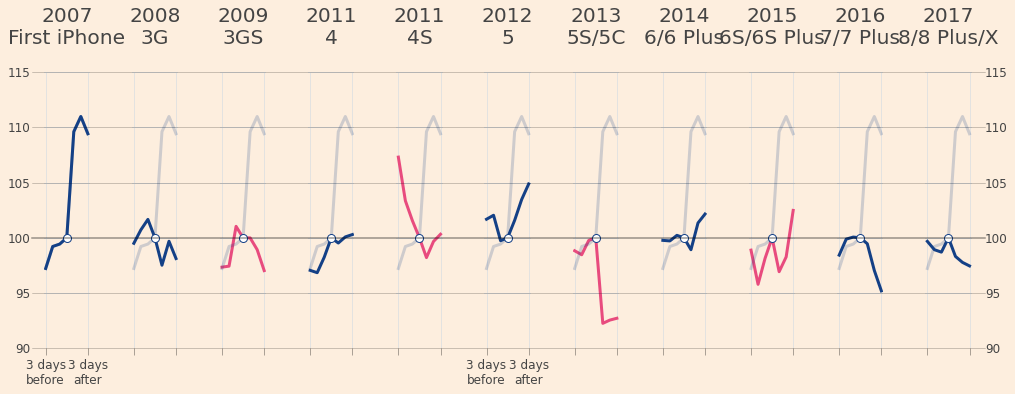 2007 2008 2009 2011 2011 2012 2013 2014 2015 2016 2017
First iPhone 3G 3GS 4 4S 5 5S/5C 6/6 Plus 6S/6S Plus 7/7 Plus 8/8 Plus/X
115 115
110 110
105 105
100 100
95 95
90 90
3 days 3 days 3 days 3 days
before after before after